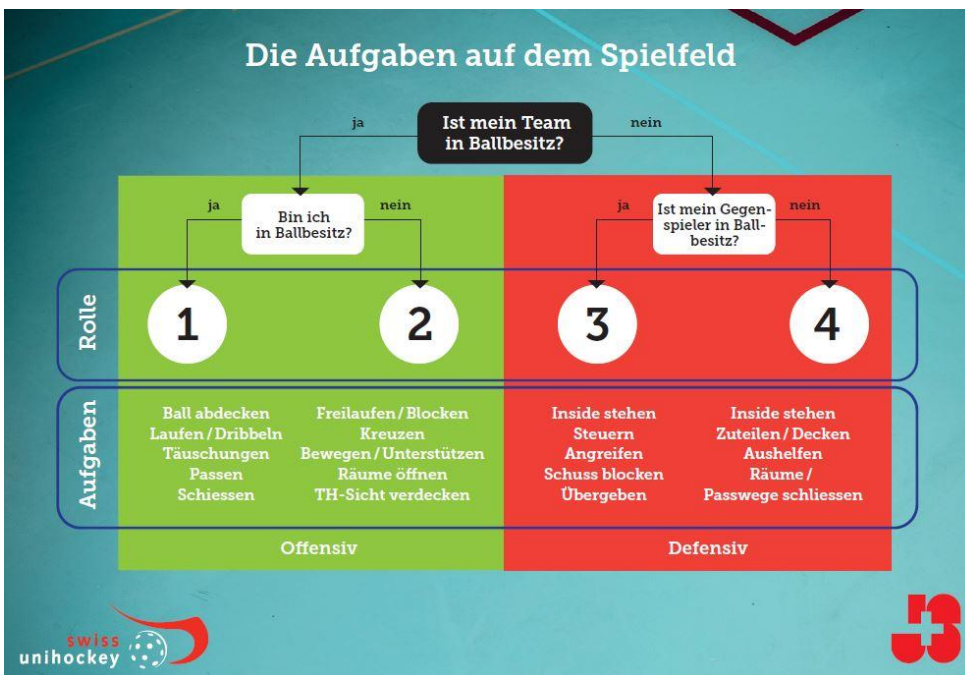 Die Aufgaben auf dem Spielfeld
Ist mein Team
in Ballbesitz?
ja
nein
Bin ich
in Ballbesitz?
ja
nein
Ist mein Gegen-
spieler in Ball-
besitz?
ja
nein
Rolle
1
2
3
4
Aufgaben
Ball abdecken
Laufen / Dribbeln
Täuschungen
Passen
Schiessen
Freilaufen / Blocken
Kreuzen
Bewegen / Unterstützen
Räume öffnen
TH-Sicht verdecken
Inside stehen
Steuern
Angreifen
Schuss blocken
Übergeben
Inside stehen
Zuteilen / Decken
Aushelfen
Räume /
Passwege schliessen
Offensiv
Defensiv
swiss
unihockey
J+S